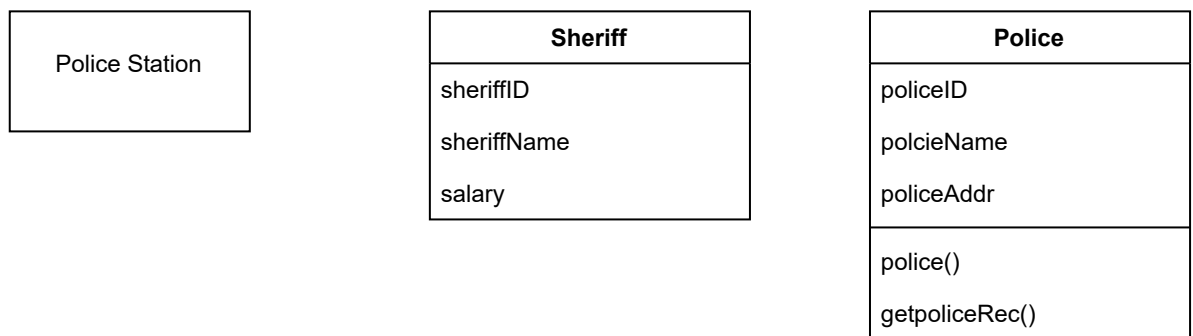 Police Station
Sheriff
sheriffID
sheriffName
salary
Police
policeID
polcieName
policeAddr
police()
getpoliceRec()